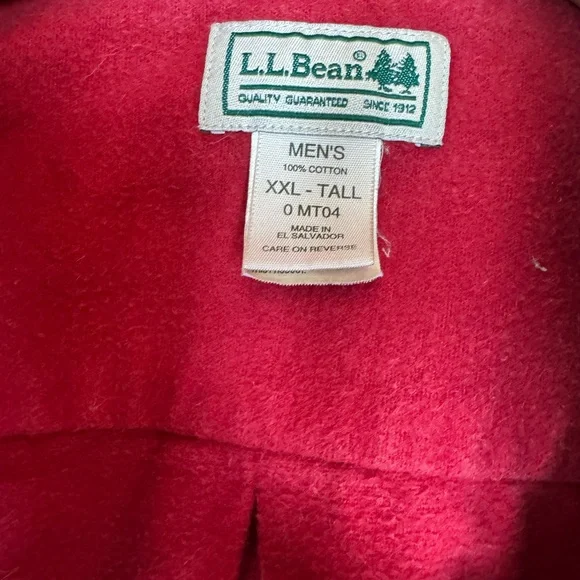 L.L.Bean®
QUALITY GUARANTEED SINCE 1912
MEN'S
100% COTTON
XXL - TALL
0 MT04
MADE IN
EL SALVADOR
CARE ON REVERSE